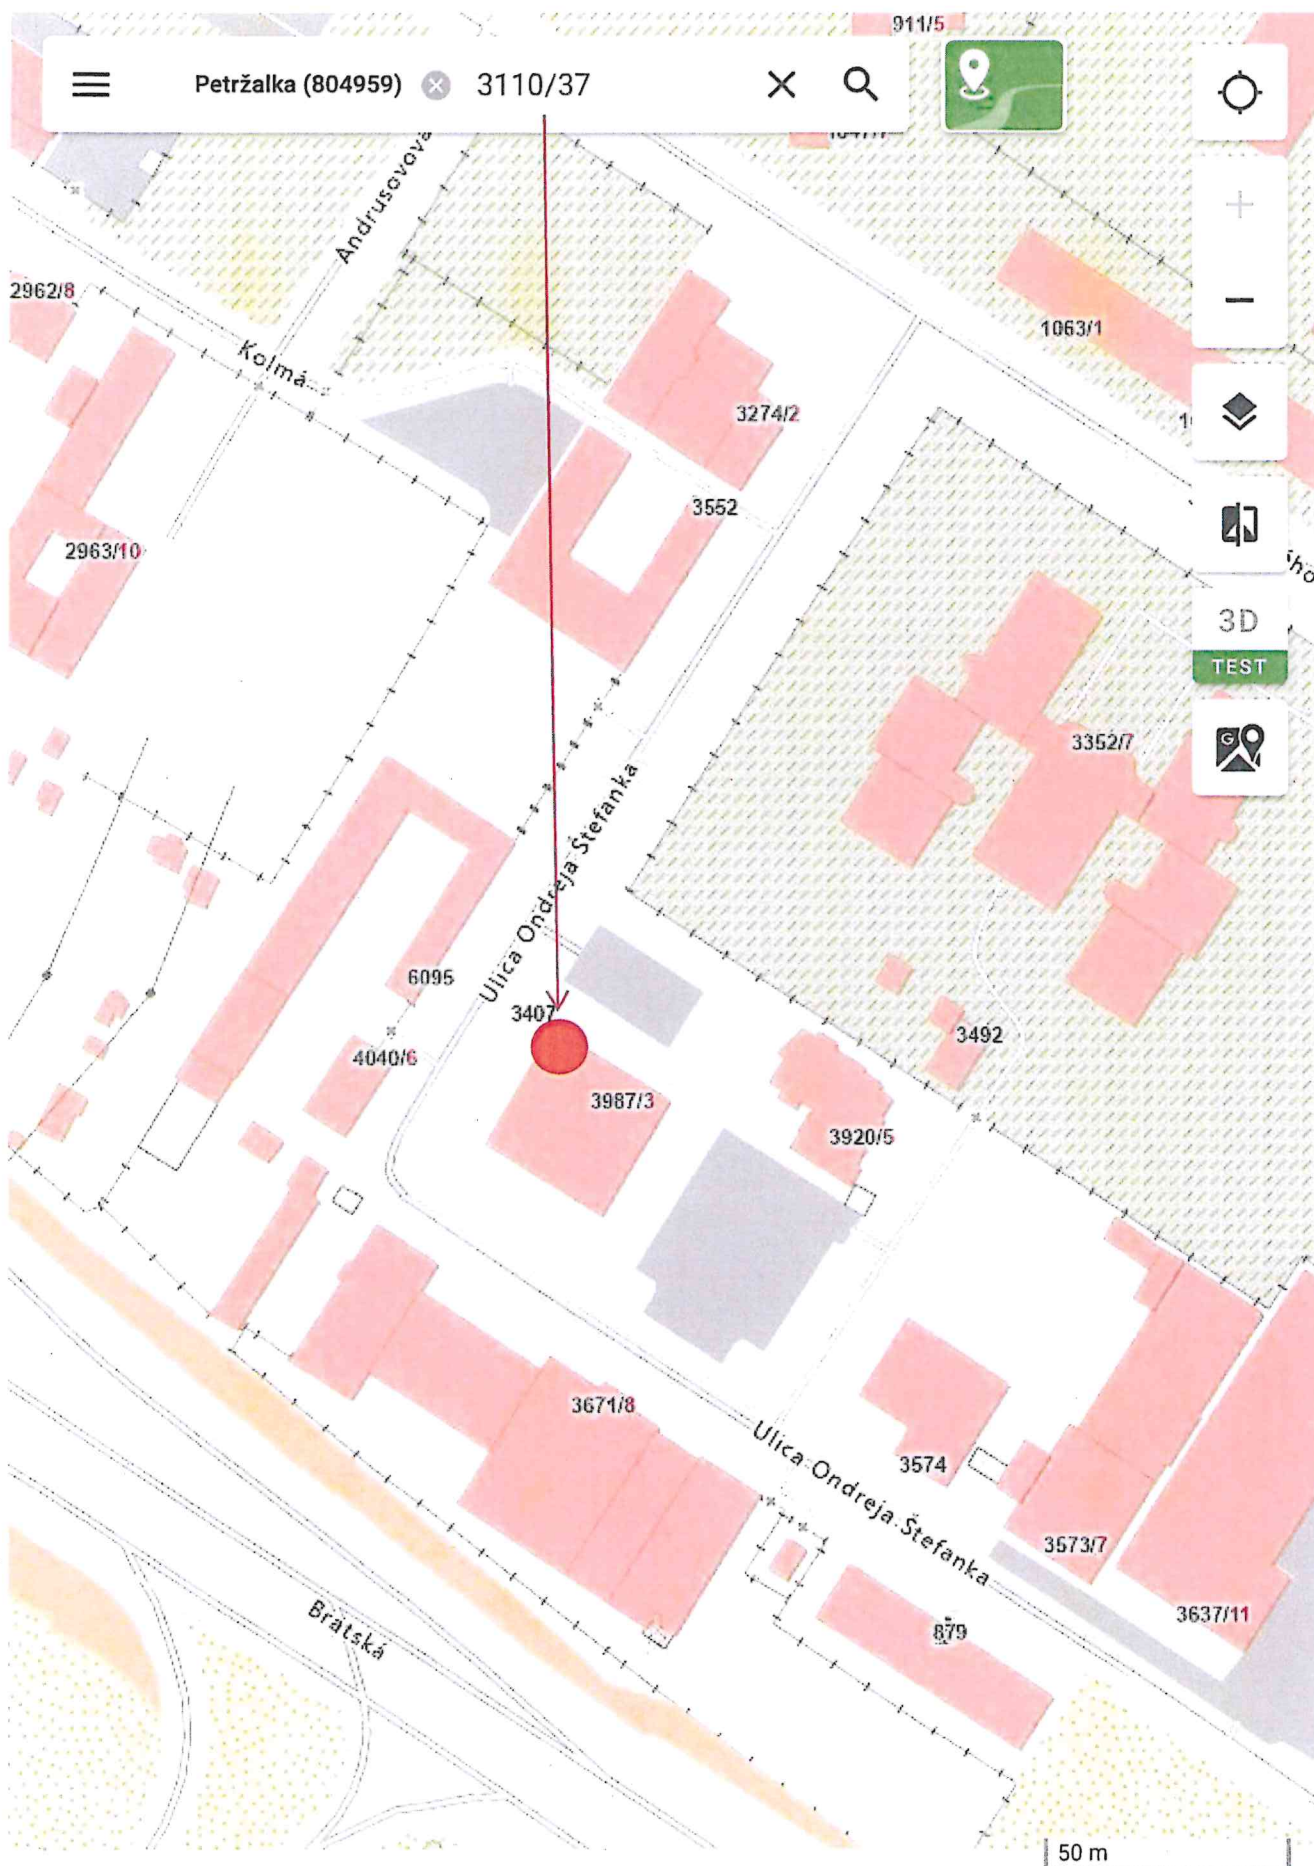 911/5
Petržalka (804959) 3110/37
Andrusovova
2962/8
1063/1
Kolmá
3274/2
3552
2963/10
3D
TEST
3352/7
Ulica Ondreja Štefanka
6095
3407
3492
4040/6
3987/3
3920/5
3671/8
Ulica Ondreja Štefanka
3574
3573/7
3637/11
Bratská
879
50 m